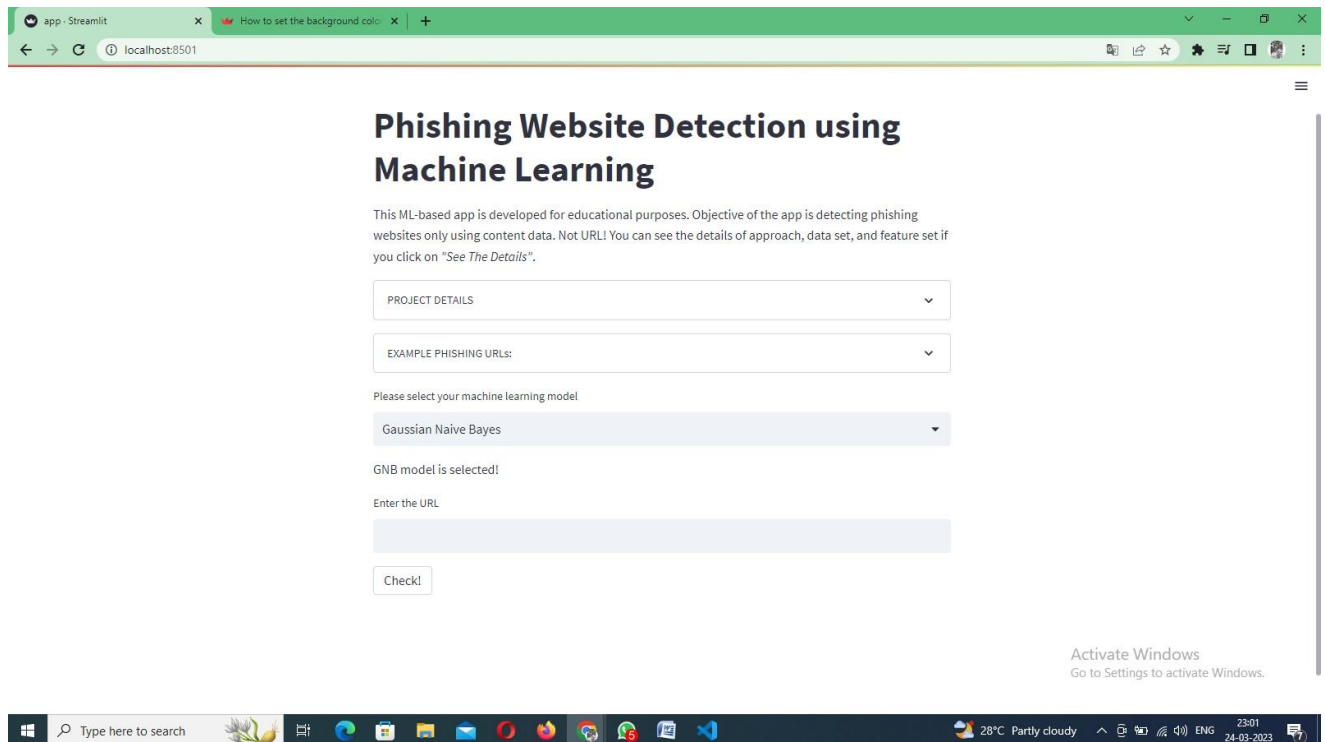 app · Streamlit
How to set the background colo
localhost:8501
Phishing Website Detection using
Machine Learning
This ML-based app is developed for educational purposes. Objective of the app is detecting phishing
websites only using content data. Not URL! You can see the details of approach, data set, and feature set if
you click on "See The Details".
PROJECT DETAILS
EXAMPLE PHISHING URLs:
Please select your machine learning model
Gaussian Naive Bayes
GNB model is selected!
Enter the URL
Check!
Activate Windows
Go to Settings to activate Windows.
Type here to search
28°C Partly cloudy
ENG
23:01
24-03-2023